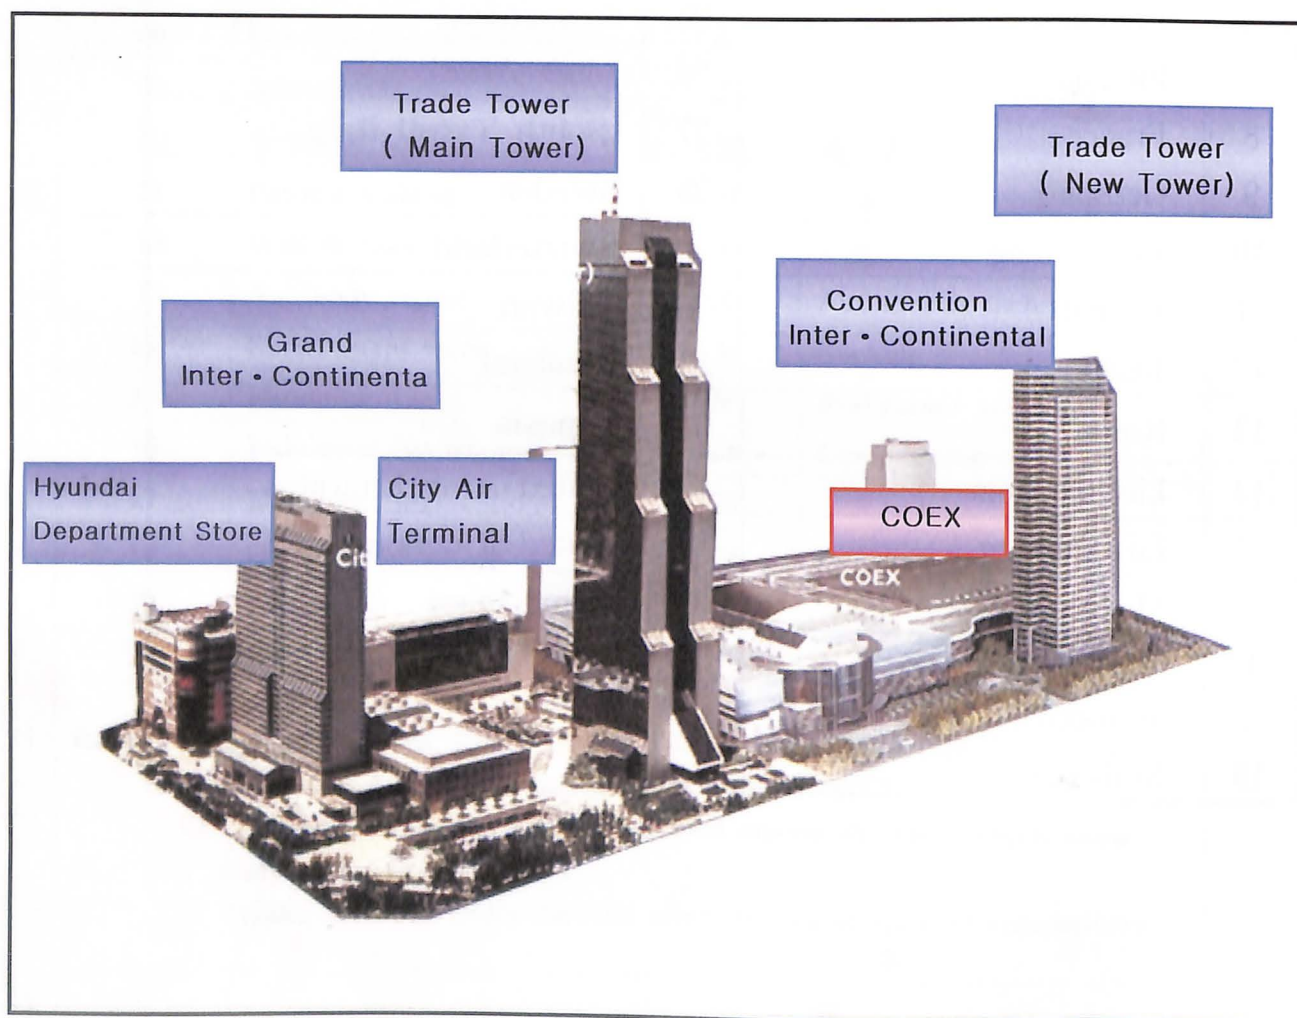 Trade Tower
( Main Tower)
Trade Tower
( New Tower)
Convention
Inter • Continental
Grand
Inter • Continenta
Hyundai
Department Store
City Air
Terminal
COEX
Cit
COEX